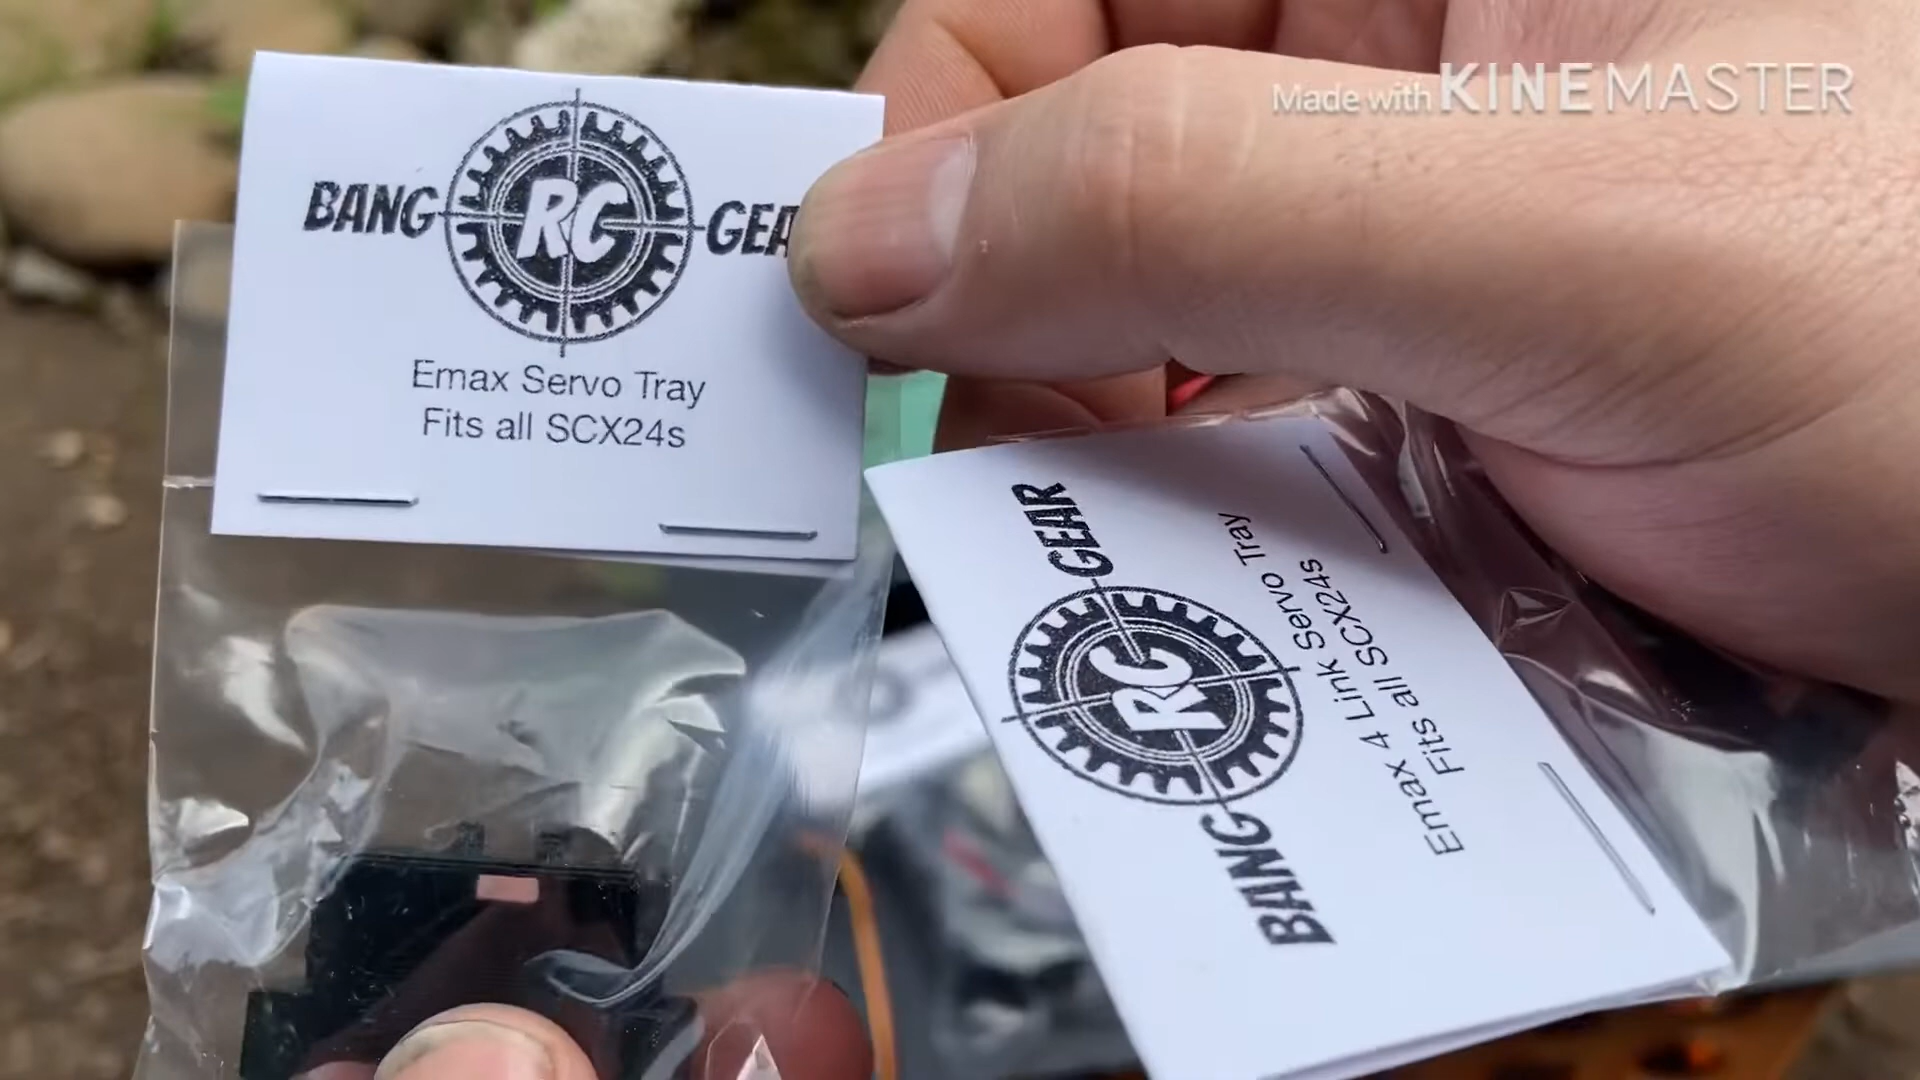 Made with KINEMASTER
BANG RC GEA
Emax Servo Tray
Fits all SCX24s
BANG RC GEAR
Emax 4 Link Servo Tray
Fits all SCX24s